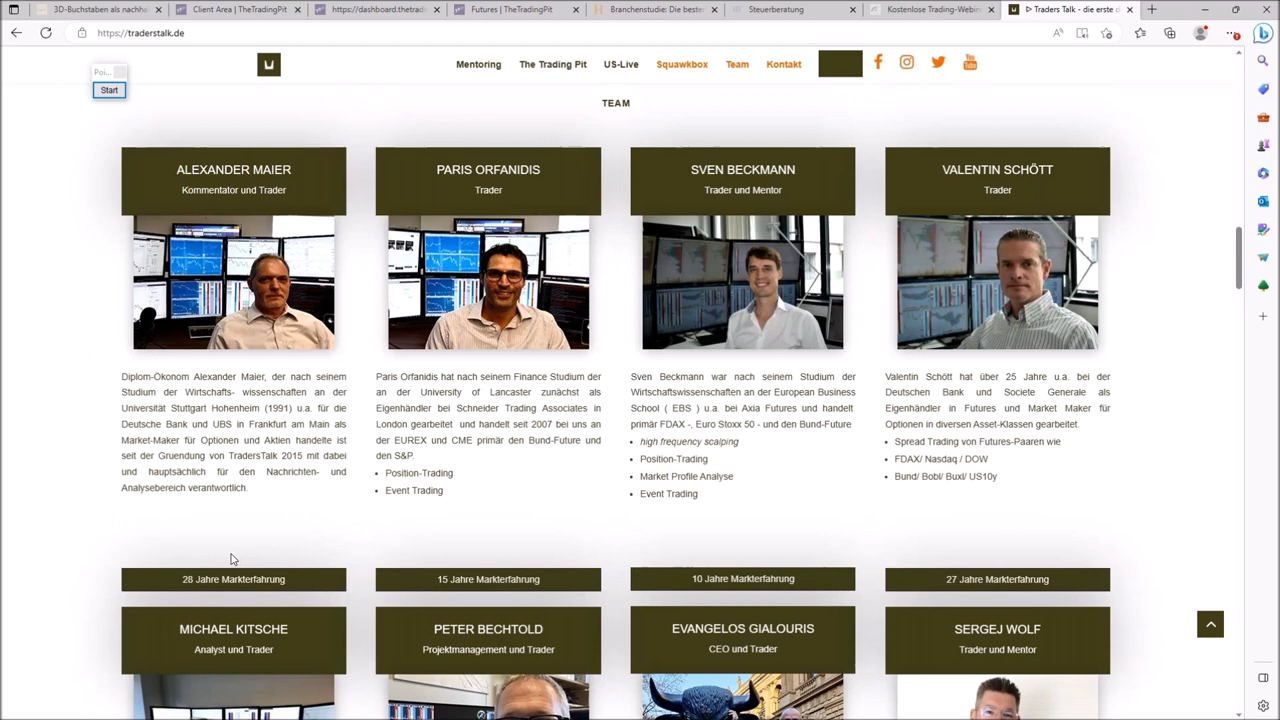 3D-Buchstaben als nachha
Client Area | TheTradingPit
https://dashboard.thetradi
Futures | TheTradingPit
Branchenstudie: Die beste
Steuerberatung
Kostenlose Trading-Webin
Traders Talk - die erste d
https://traderstalk.de
Poi...
Start
Mentoring
The Trading Pit
US-Live
Squawkbox
Team
Kontakt
You Tube
TEAM
ALEXANDER MAIER
Kommentator und Trader
Diplom-Ökonom Alexander Maier, der nach seinem
Studium der Wirtschafts- wissenschaften an der
Universität Stuttgart Hohenheim (1991) u.a. für die
Deutsche Bank und UBS in Frankfurt am Main als
Market-Maker für Optionen und Aktien handelte ist
seit der Gruendung von TradersTalk 2015 mit dabei
und hauptsächlich für den Nachrichten- und
Analysebereich verantwortlich.
28 Jahre Markterfahrung
PARIS ORFANIDIS
Trader
Paris Orfanidis hat nach seinem Finance Studium der
an der University of Lancaster zunächst als
Eigenhändler bei Schneider Trading Associates in
London gearbeitet und handelt seit 2007 bei uns an
der EUREX und CME primär den Bund-Future und
den S&P.
• Position-Trading
• Event Trading
15 Jahre Markterfahrung
SVEN BECKMANN
Trader und Mentor
Sven Beckmann war nach seinem Studium der
Wirtschaftswissenschaften an der European Business
School ( EBS ) u.a. bei Axia Futures und handelt
primär FDAX -, Euro Stoxx 50 - und den Bund-Future
• high frequency scalping
• Position-Trading
• Market Profile Analyse
• Event Trading
10 Jahre Markterfahrung
VALENTIN SCHÖTT
Trader
Valentin Schött hat über 25 Jahre u.a. bei der
Deutschen Bank und Societe Generale als
Eigenhändler in Futures und Market Maker für
Optionen in diversen Asset-Klassen gearbeitet.
• Spread Trading von Futures-Paaren wie
• FDAX/ Nasdaq / DOW
• Bund/ Bobl/ Buxl/ US10y
27 Jahre Markterfahrung
MICHAEL KITSCHE
Analyst und Trader
PETER BECHTOLD
Projektmanagement und Trader
EVANGELOS GIALOURIS
CEO und Trader
SERGEJ WOLF
Trader und Mentor